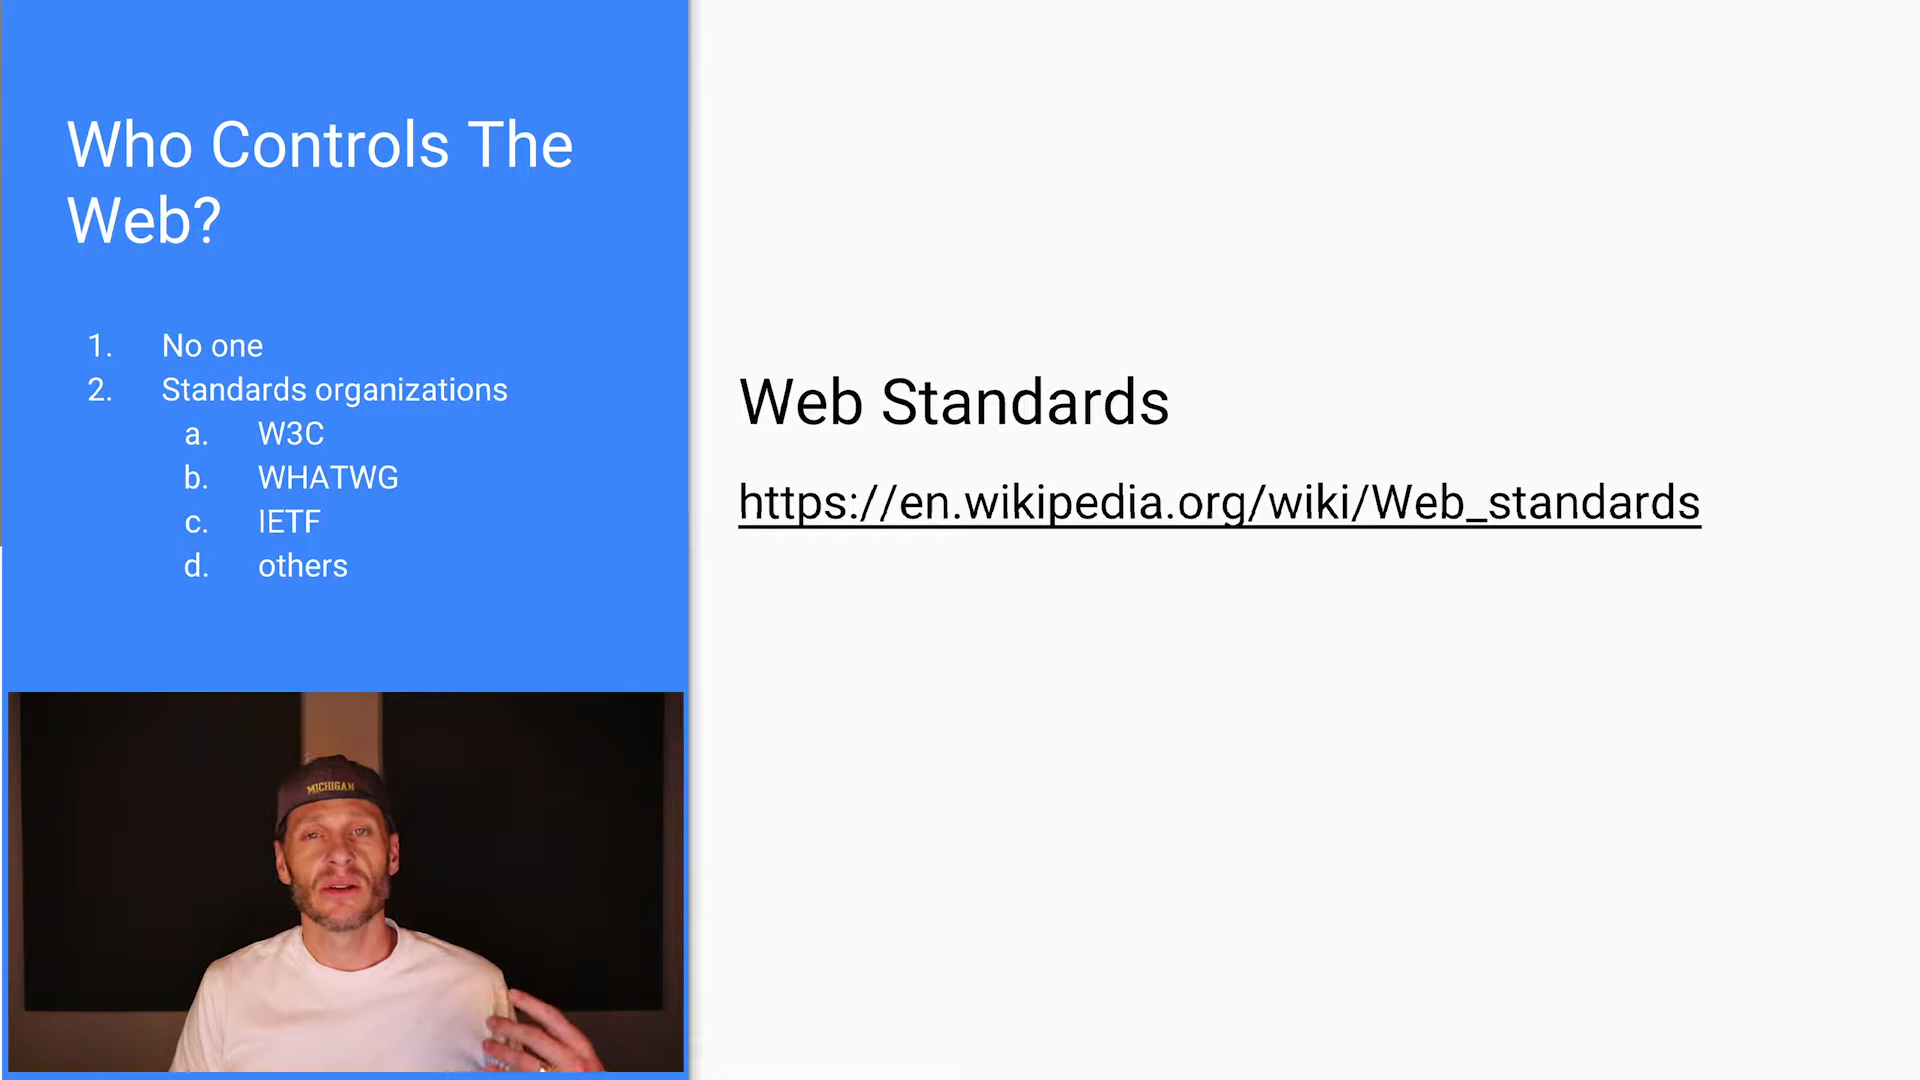 Who Controls The
Web?
1. No one
2. Standards organizations
a. W3C
b. WHATWG
c. IETF
d. others
Web Standards
https://en.wikipedia.org/wiki/Web_standards
MICHIGAN